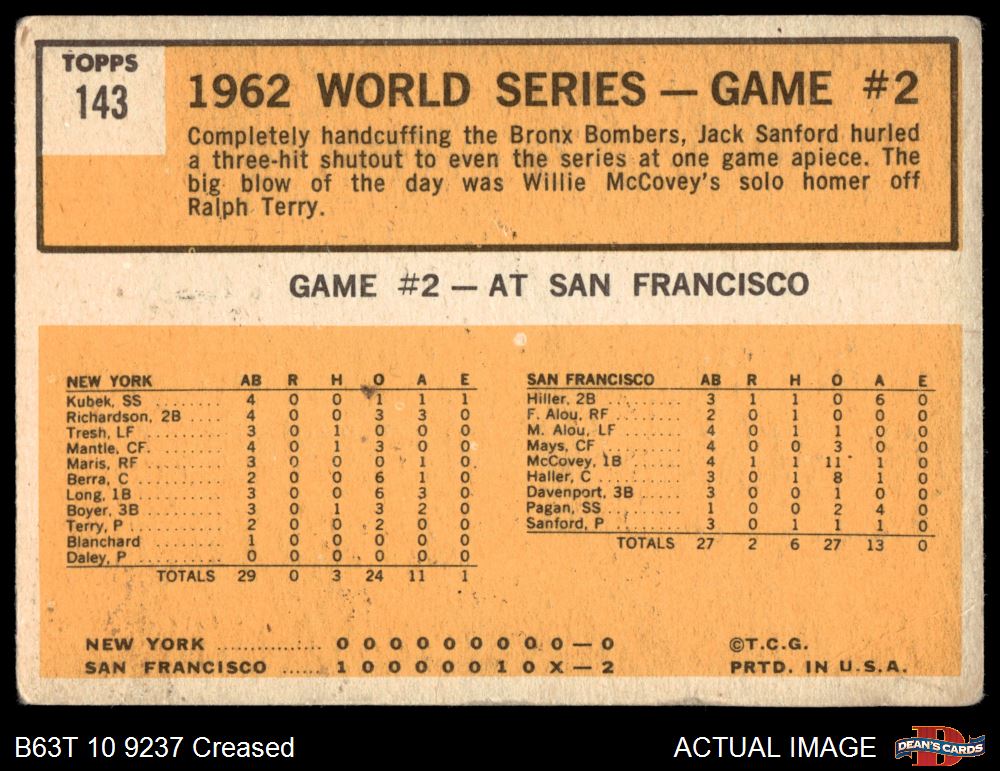 TOPPS
143
1962 WORLD SERIES — GAME #2
Completely handcuffing the Bronx Bombers, Jack Sanford hurled
a three-hit shutout to even the series at one game apiece. The
big blow of the day was Willie McCovey's solo homer off
Ralph Terry.
GAME #2 — AT SAN FRANCISCO
NEW YORK AB R H O A E
Kubek, SS ........ 4 0 0 1 1 1
Richardson, 2B ........ 4 0 0 3 3 0
Tresh, LF ........ 3 0 1 0 0 0
Mantle, CF. ........ 4 0 1 3 0 0
Maris, RF ........ 3 0 0 0 1 0
Berra, C ........ 2 0 0 6 1 0
Long, 1B ........ 3 0 0 6 3 0
Boyer, 3B ........ 3 0 1 3 2 0
Terry, P ........ 2 0 0 2 0 0
Blanchard ........ 1 0 0 0 0 0
Daley, P ........ 0 0 0 0 0 0
TOTALS 29 0 3 24 11 1
SAN FRANCISCO AB R H O A E
Hiller, 2B ........ 3 1 1 0 6 0
F. Alou, RF ....... 2 0 1 0 0 0
M. Alou, LF ....... 4 0 1 1 0 0
Mays, CF ........ 4 0 0 3 0 0
McCovey, 1B ...... 4 1 1 11 1 0
Haller, C ........ 3 0 1 8 1 0
Davenport, 3B ..... 3 0 0 1 0 0
Pagan, SS ........ 1 0 0 2 4 0
Sanford, P ........ 3 0 1 1 1 0
TOTALS 27 2 6 27 13 0
NEW YORK ............... 0 0 0 0 0 0 0 0 0 — 0
SAN FRANCISCO ...... 1 0 0 0 0 0 1 0 X — 2
©T.C.G.
PRTD. IN U.S.A.
B63T 10 9237 Creased
ACTUAL IMAGE
D
DEAN'S CARDS